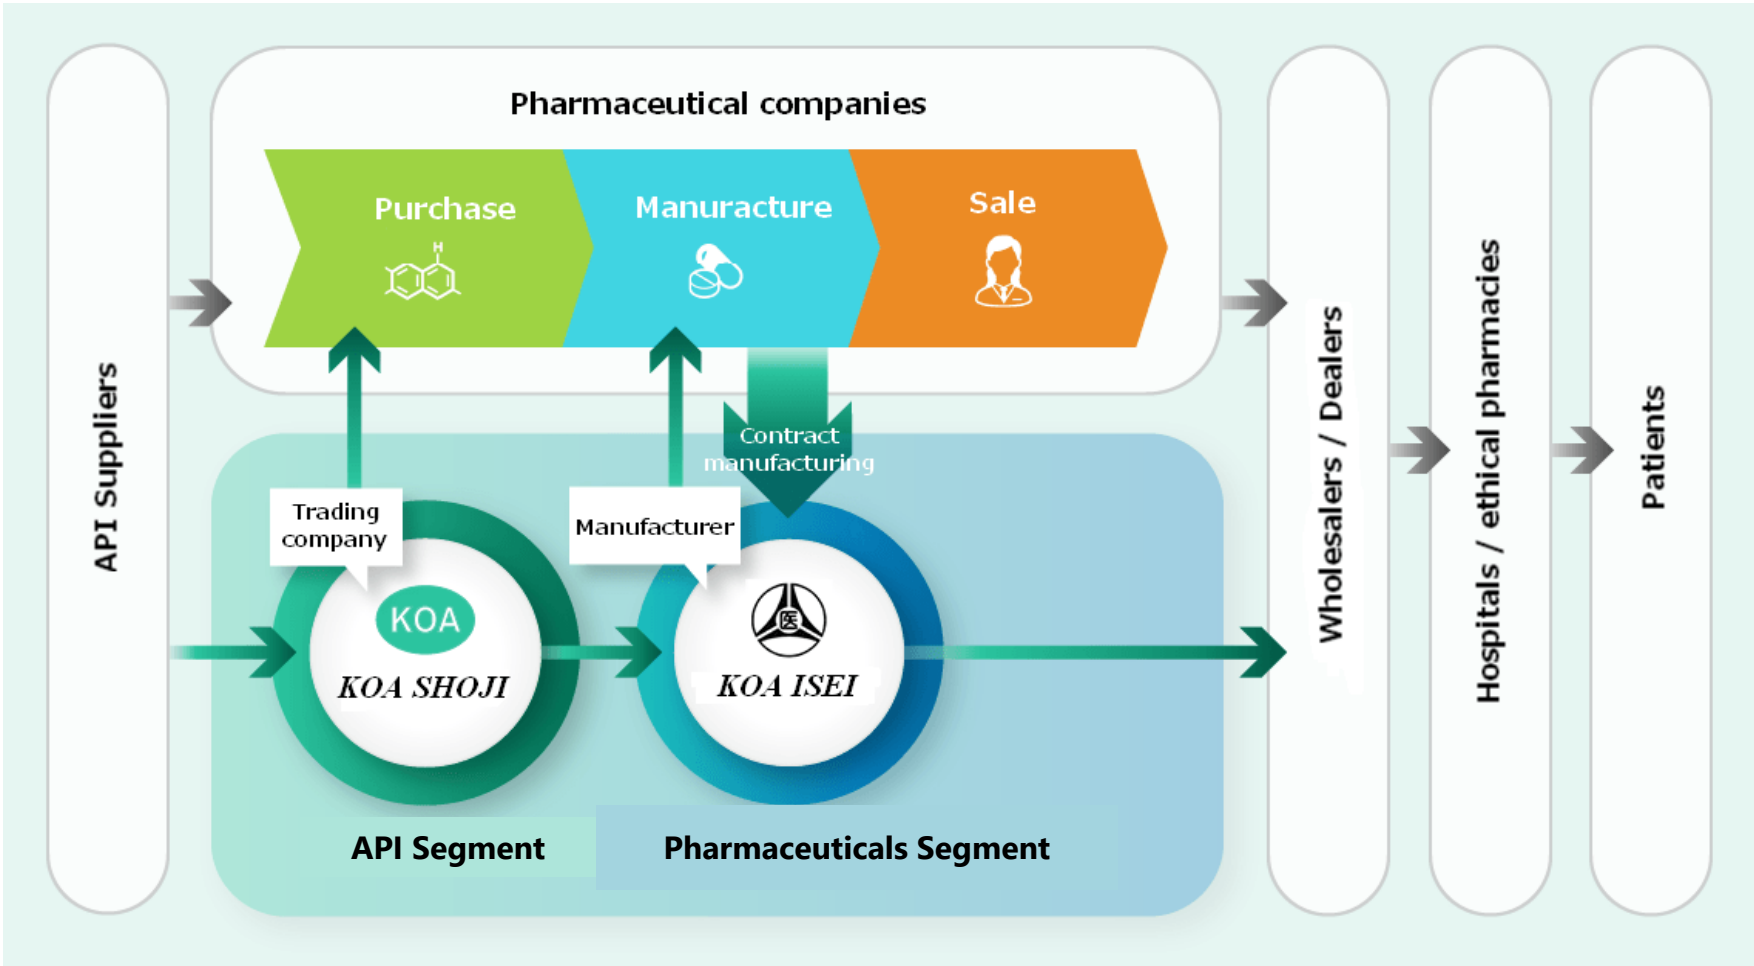 API Suppliers
Pharmaceutical companies
Purchase
H
Manuracture
Sale
Contract
manufacturing
Trading
company
Manufacturer
KOA
KOA SHOJI
医
KOA ISEI
API Segment
Pharmaceuticals Segment
Wholesalers / Dealers
Hospitals / ethical pharmacies
Patients